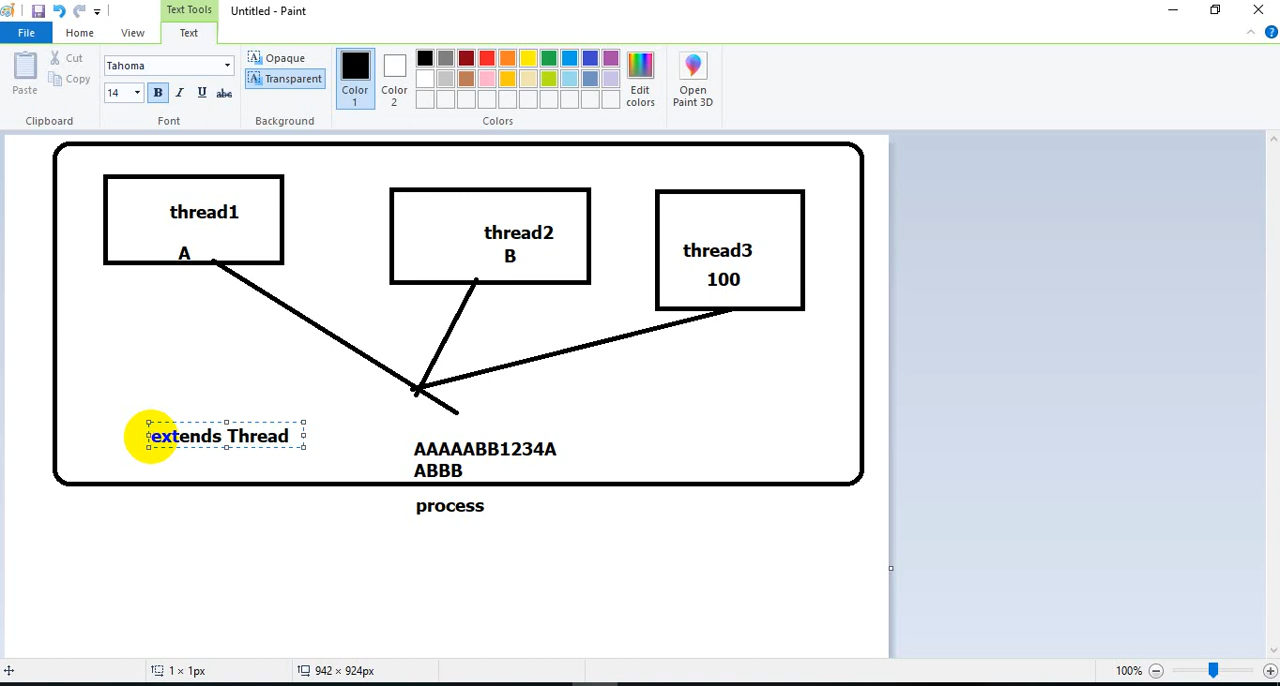 Text Tools
Untitled - Paint
File
Home
View
Text
Paste
Cut
Copy
Clipboard
Tahoma
14
B I U abc
Font
A Opaque
A Transparent
Background
Color 1
Color 2
Edit colors
Colors
Open Paint 3D
thread1
A
thread2
B
thread3
100
extends Thread
AAAAABB1234A
ABBB
process
1 × 1px
942 × 924px
100%